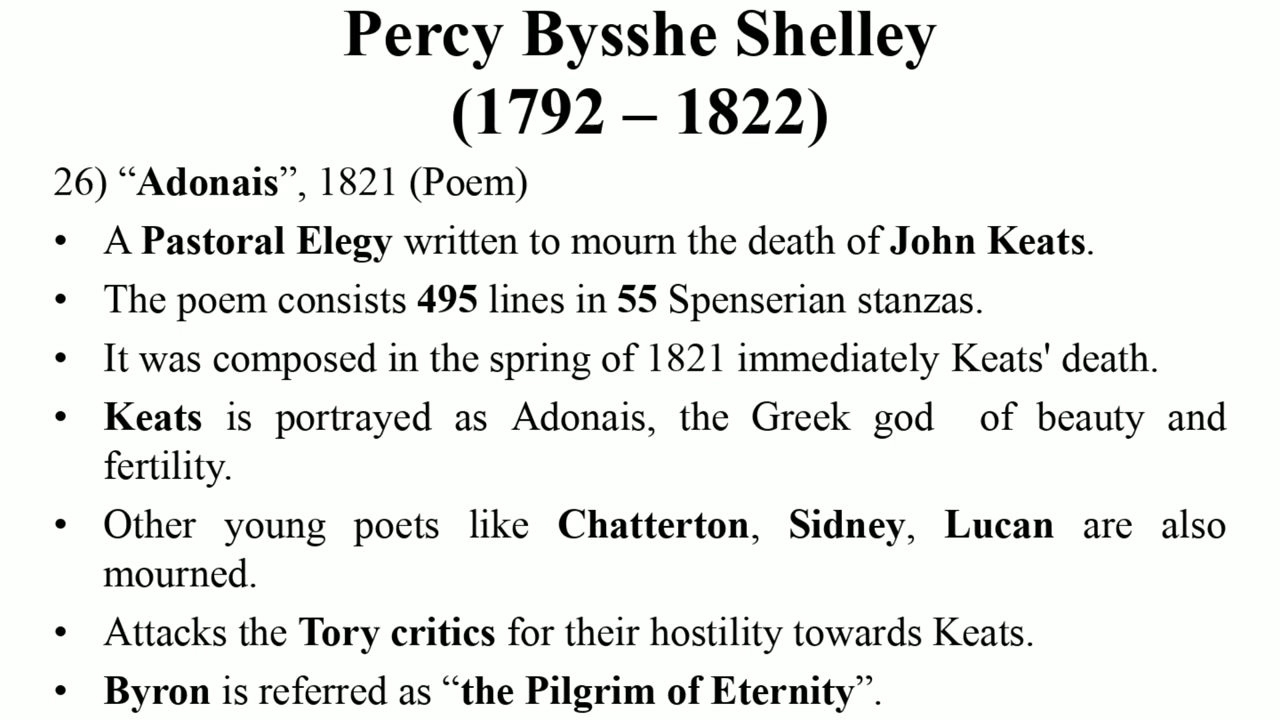 Percy Bysshe Shelley
(1792 – 1822)
26) “Adonais”, 1821 (Poem)
• A Pastoral Elegy written to mourn the death of John Keats.
• The poem consists 495 lines in 55 Spenserian stanzas.
• It was composed in the spring of 1821 immediately Keats' death.
• Keats is portrayed as Adonais, the Greek god of beauty and
fertility.
• Other young poets like Chatterton, Sidney, Lucan are also
mourned.
• Attacks the Tory critics for their hostility towards Keats.
• Byron is referred as “the Pilgrim of Eternity”.